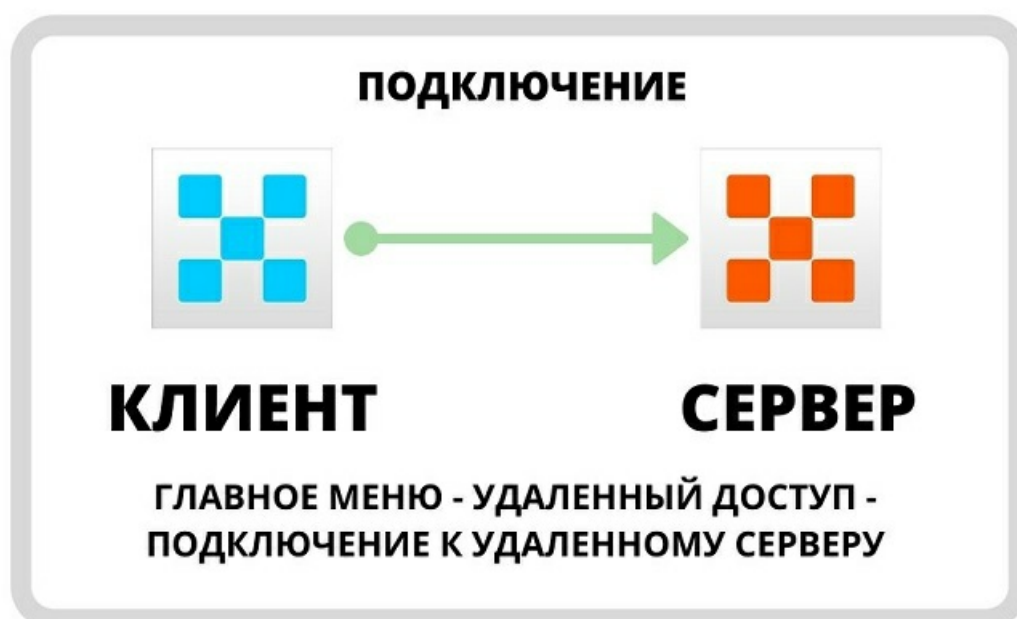 ПОДКЛЮЧЕНИЕ
КЛИЕНТ
СЕРВЕР
ГЛАВНОЕ МЕНЮ - УДАЛЕННЫЙ ДОСТУП -
ПОДКЛЮЧЕНИЕ К УДАЛЕННОМУ СЕРВЕРУ